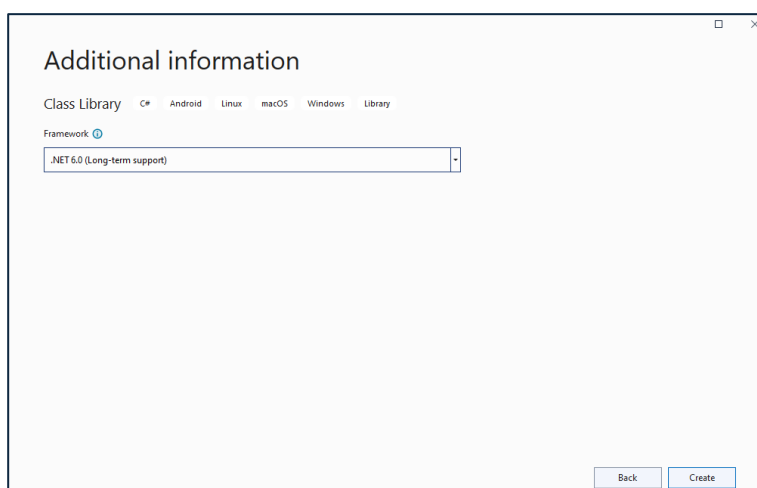 Additional information
Class Library C# Android Linux macOS Windows Library
Framework
.NET 6.0 (Long-term support)
Back Create